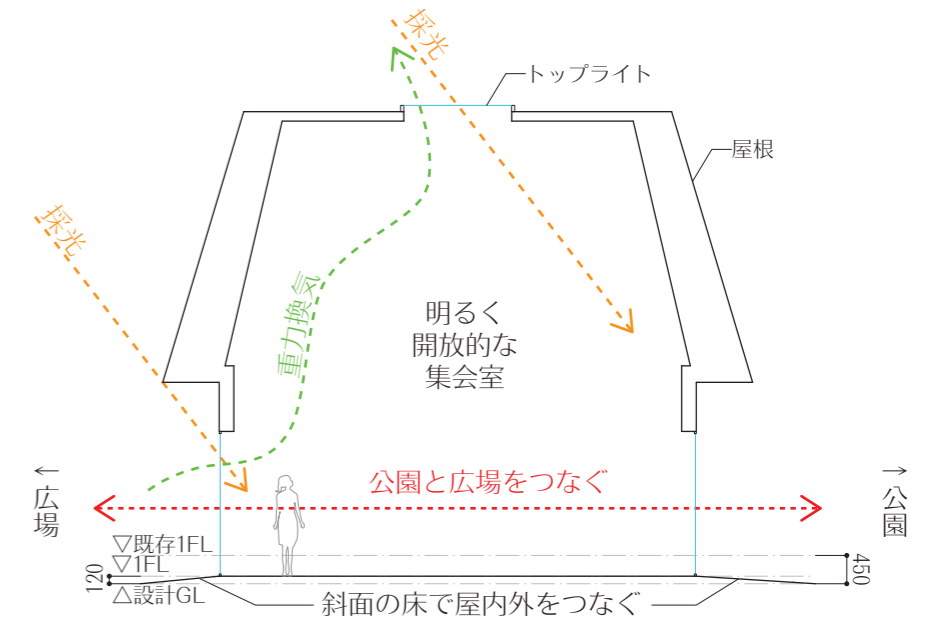 採光
トップライト
屋根
採光
重力換気
明るく
開放的な
集会室
公園と広場をつなぐ
←
広場
→
公園
▽既存1FL
▽1FL
△設計GL
120
450
斜面の床で屋内外をつなぐ